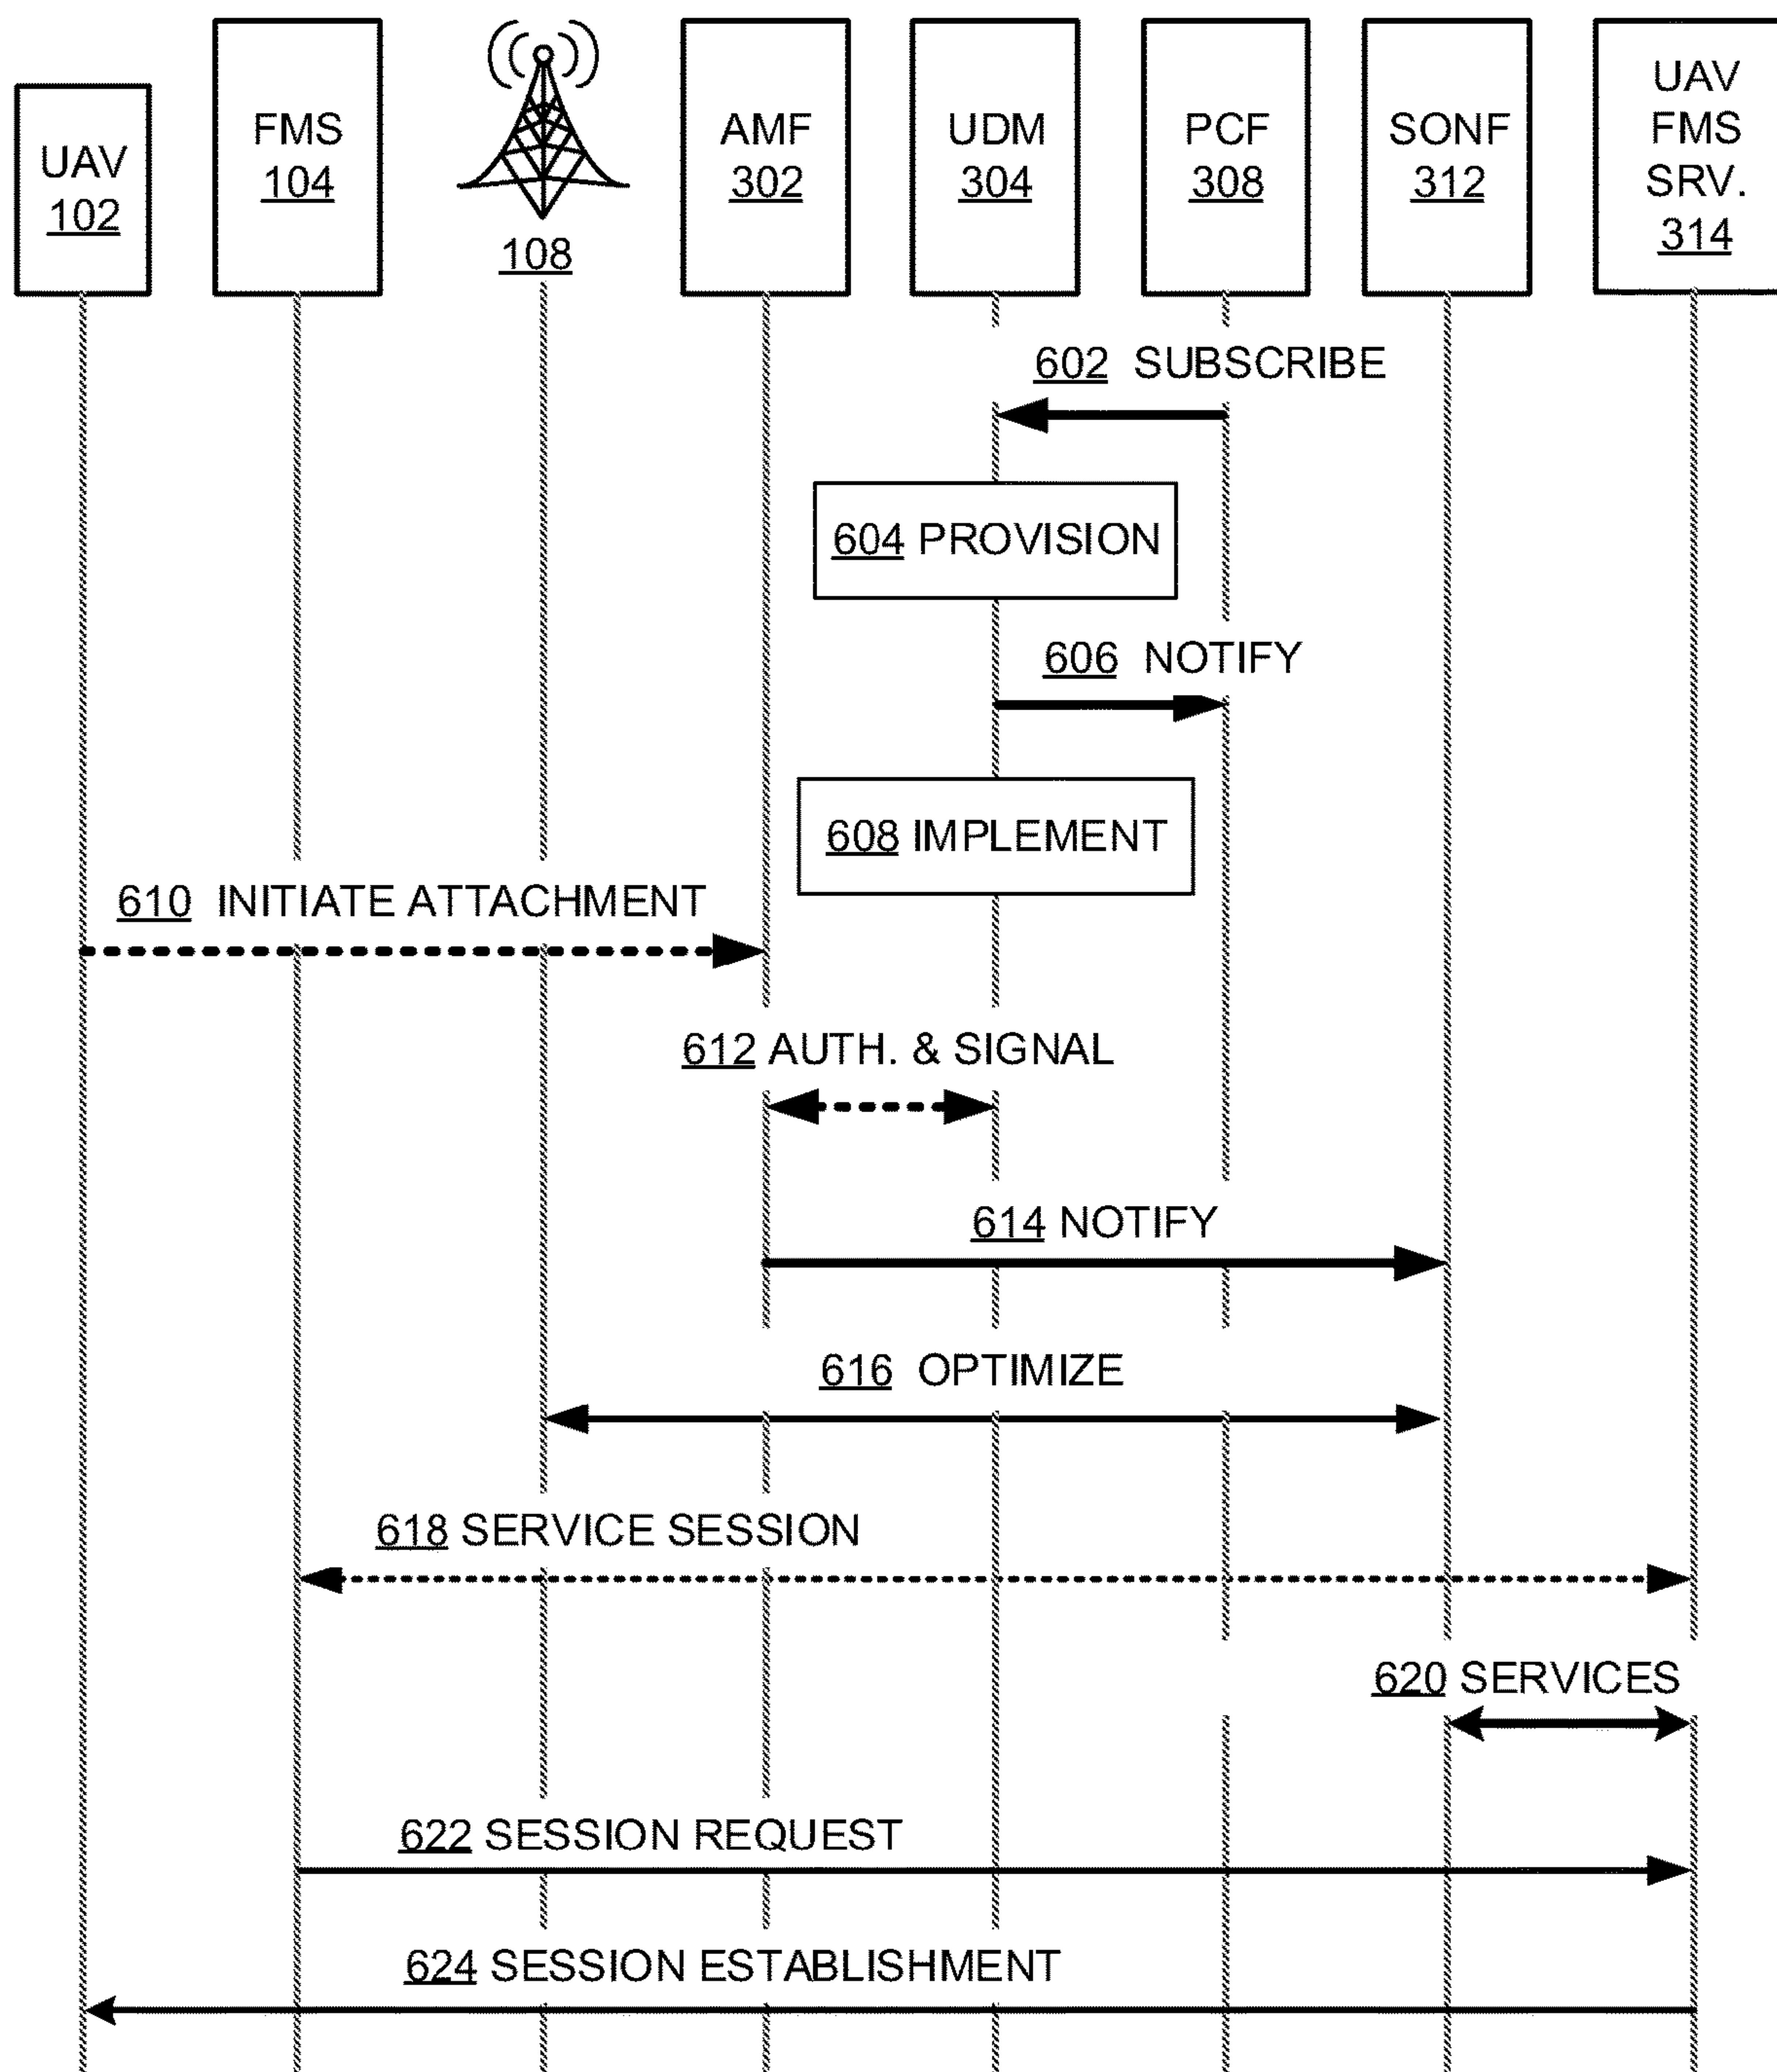 UAV
102
FMS
104
108
AMF
302
UDM
304
PCF
308
SONF
312
UAV
FMS
SRV.
314
602 SUBSCRIBE
604 PROVISION
606 NOTIFY
608 IMPLEMENT
610 INITIATE ATTACHMENT
612 AUTH. & SIGNAL
614 NOTIFY
616 OPTIMIZE
618 SERVICE SESSION
620 SERVICES
622 SESSION REQUEST
624 SESSION ESTABLISHMENT